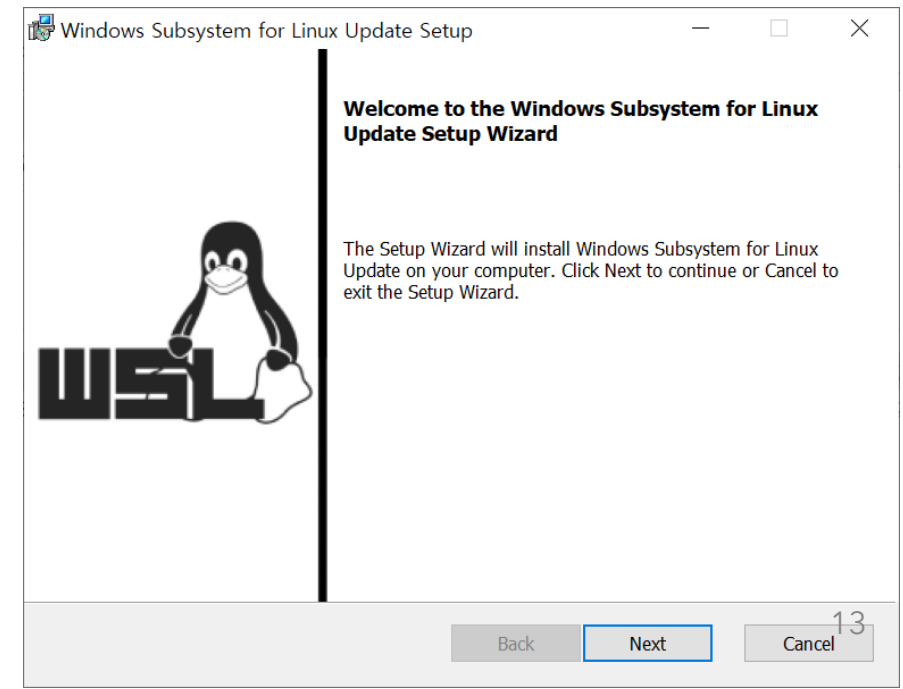 Windows Subsystem for Linux Update Setup
Welcome to the Windows Subsystem for Linux
Update Setup Wizard
The Setup Wizard will install Windows Subsystem for Linux
Update on your computer. Click Next to continue or Cancel to
exit the Setup Wizard.
WSL
Back
Next
Cancel
13